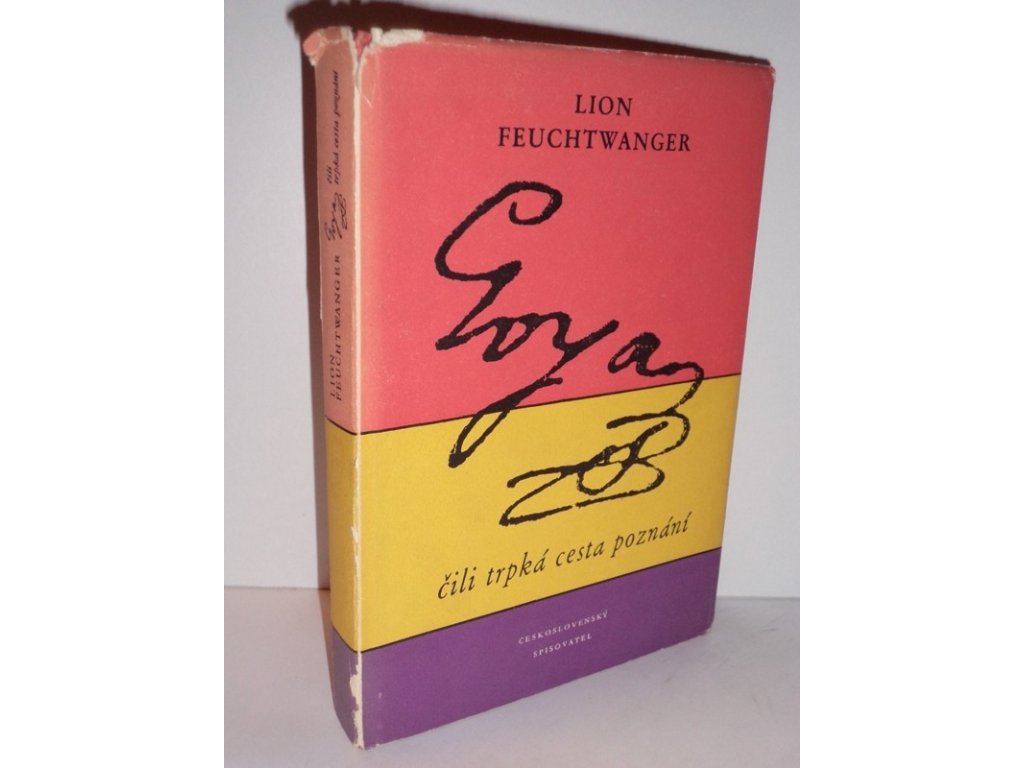 LION
FEUCHTWANGER
Goya
čili trpká cesta poznání
ČESKOSLOVENSKÝ
SPISOVATEL
LION
FEUCHTWANGER
Goya
čili
trpká cesta poznání